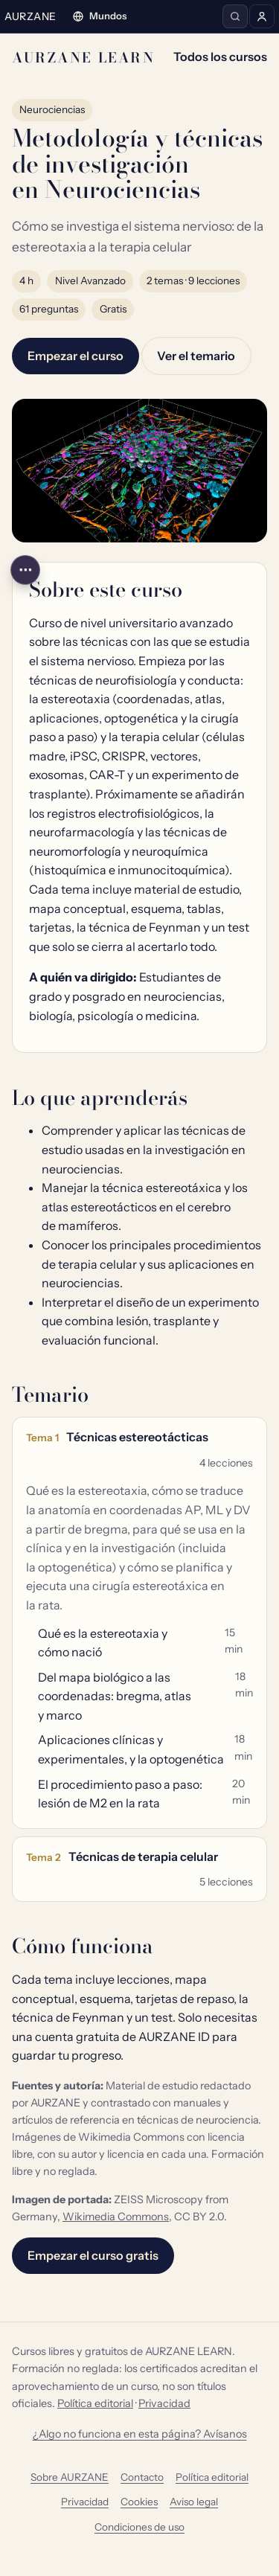 AURZANE Mundos
AURZANE LEARN Todos los cursos
Neurociencias
Metodología y técnicas
de investigación
en Neurociencias
Cómo se investiga el sistema nervioso: de la
estereotaxia a la terapia celular
4 h Nivel Avanzado 2 temas · 9 lecciones
61 preguntas Gratis
Empezar el curso Ver el temario
Sobre este curso
Curso de nivel universitario avanzado
sobre las técnicas con las que se estudia
el sistema nervioso. Empieza por las
técnicas de neurofisiología y conducta:
la estereotaxia (coordenadas, atlas,
aplicaciones, optogenética y la cirugía
paso a paso) y la terapia celular (células
madre, iPSC, CRISPR, vectores,
exosomas, CAR-T y un experimento de
trasplante). Próximamente se añadirán
los registros electrofisiológicos, la
neurofarmacología y las técnicas de
neuromorfología y neuroquímica
(histoquímica e inmunocitoquímica).
Cada tema incluye material de estudio,
mapa conceptual, esquema, tablas,
tarjetas, la técnica de Feynman y un test
que solo se cierra al acertarlo todo.
A quién va dirigido: Estudiantes de
grado y posgrado en neurociencias,
biología, psicología o medicina.
Lo que aprenderás
• Comprender y aplicar las técnicas de
estudio usadas en la investigación en
neurociencias.
• Manejar la técnica estereotáxica y los
atlas estereotácticos en el cerebro
de mamíferos.
• Conocer los principales procedimientos
de terapia celular y sus aplicaciones en
neurociencias.
• Interpretar el diseño de un experimento
que combina lesión, trasplante y
evaluación funcional.
Temario
Tema 1 Técnicas estereotácticas
4 lecciones
Qué es la estereotaxia, cómo se traduce
la anatomía en coordenadas AP, ML y DV
a partir de bregma, para qué se usa en la
clínica y en la investigación (incluida
la optogenética) y cómo se planifica y
ejecuta una cirugía estereotáxica en
la rata.
Qué es la estereotaxia y 15
cómo nació min
Del mapa biológico a las 18
coordenadas: bregma, atlas min
y marco
Aplicaciones clínicas y 18
experimentales, y la optogenética min
El procedimiento paso a paso: 20
lesión de M2 en la rata min
Tema 2 Técnicas de terapia celular
5 lecciones
Cómo funciona
Cada tema incluye lecciones, mapa
conceptual, esquema, tarjetas de repaso, la
técnica de Feynman y un test. Solo necesitas
una cuenta gratuita de AURZANE ID para
guardar tu progreso.
Fuentes y autoría: Material de estudio redactado
por AURZANE y contrastado con manuales y
artículos de referencia en técnicas de neurociencia.
Imágenes de Wikimedia Commons con licencia
libre, con su autor y licencia en cada una. Formación
libre y no reglada.
Imagen de portada: ZEISS Microscopy from
Germany, Wikimedia Commons, CC BY 2.0.
Empezar el curso gratis
Cursos libres y gratuitos de AURZANE LEARN.
Formación no reglada: los certificados acreditan el
aprovechamiento de un curso, no son títulos
oficiales. Política editorial · Privacidad
¿Algo no funciona en esta página? Avísanos
Sobre AURZANE Contacto Política editorial
Privacidad Cookies Aviso legal
Condiciones de uso